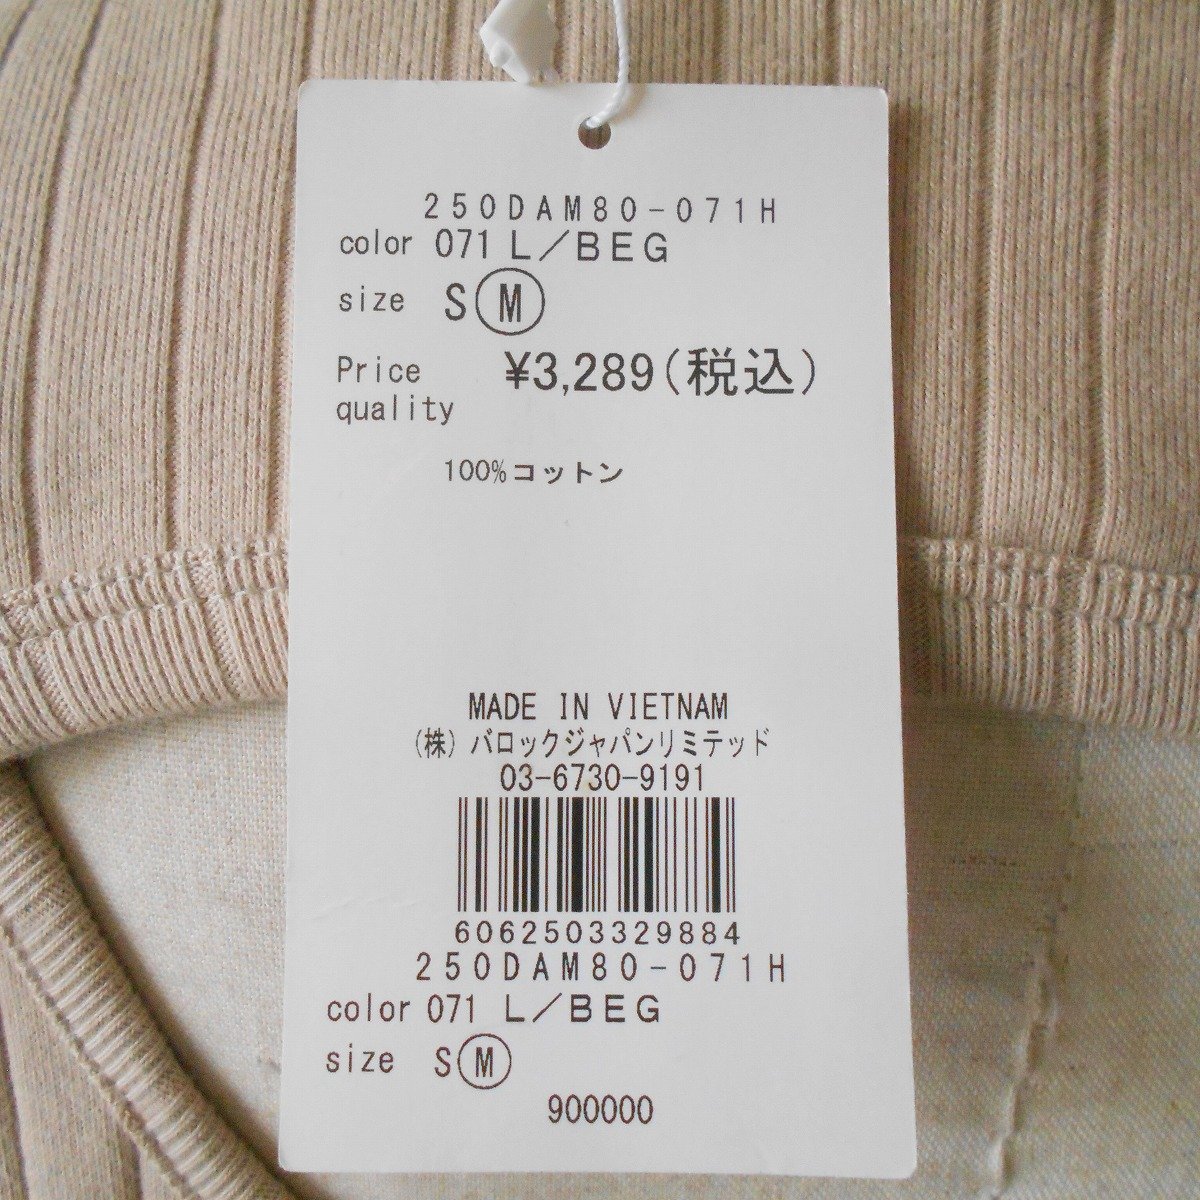 250DAM80-071H
color 071 L/BEG
size S M
Price ¥3,289(税込)
quality
100%コットン
MADE IN VIETNAM
(株)バロックジャパンリミテッド
03-6730-9191
6062503329884
250DAM80-071H
color 071 L/BEG
size S M
900000